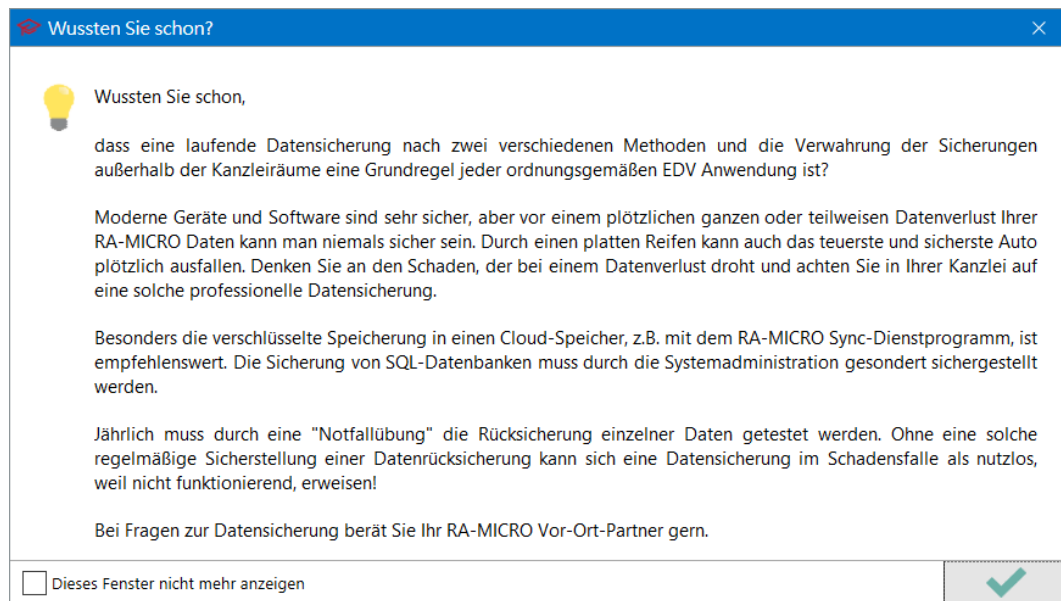 Wussten Sie schon?
Wussten Sie schon,
dass eine laufende Datensicherung nach zwei verschiedenen Methoden und die Verwahrung der Sicherungen
außerhalb der Kanzleiräume eine Grundregel jeder ordnungsgemäßen EDV Anwendung ist?
Moderne Geräte und Software sind sehr sicher, aber vor einem plötzlichen ganzen oder teilweisen Datenverlust Ihrer
RA-MICRO Daten kann man niemals sicher sein. Durch einen platten Reifen kann auch das teuerste und sicherste Auto
plötzlich ausfallen. Denken Sie an den Schaden, der bei einem Datenverlust droht und achten Sie in Ihrer Kanzlei auf
eine solche professionelle Datensicherung.
Besonders die verschlüsselte Speicherung in einen Cloud-Speicher, z.B. mit dem RA-MICRO Sync-Dienstprogramm, ist
empfehlenswert. Die Sicherung von SQL-Datenbanken muss durch die Systemadministration gesondert sichergestellt
werden.
Jährlich muss durch eine "Notfallübung" die Rücksicherung einzelner Daten getestet werden. Ohne eine solche
regelmäßige Sicherstellung einer Datenrücksicherung kann sich eine Datensicherung im Schadensfalle als nutzlos,
weil nicht funktionierend, erweisen!
Bei Fragen zur Datensicherung berät Sie Ihr RA-MICRO Vor-Ort-Partner gern.
Dieses Fenster nicht mehr anzeigen